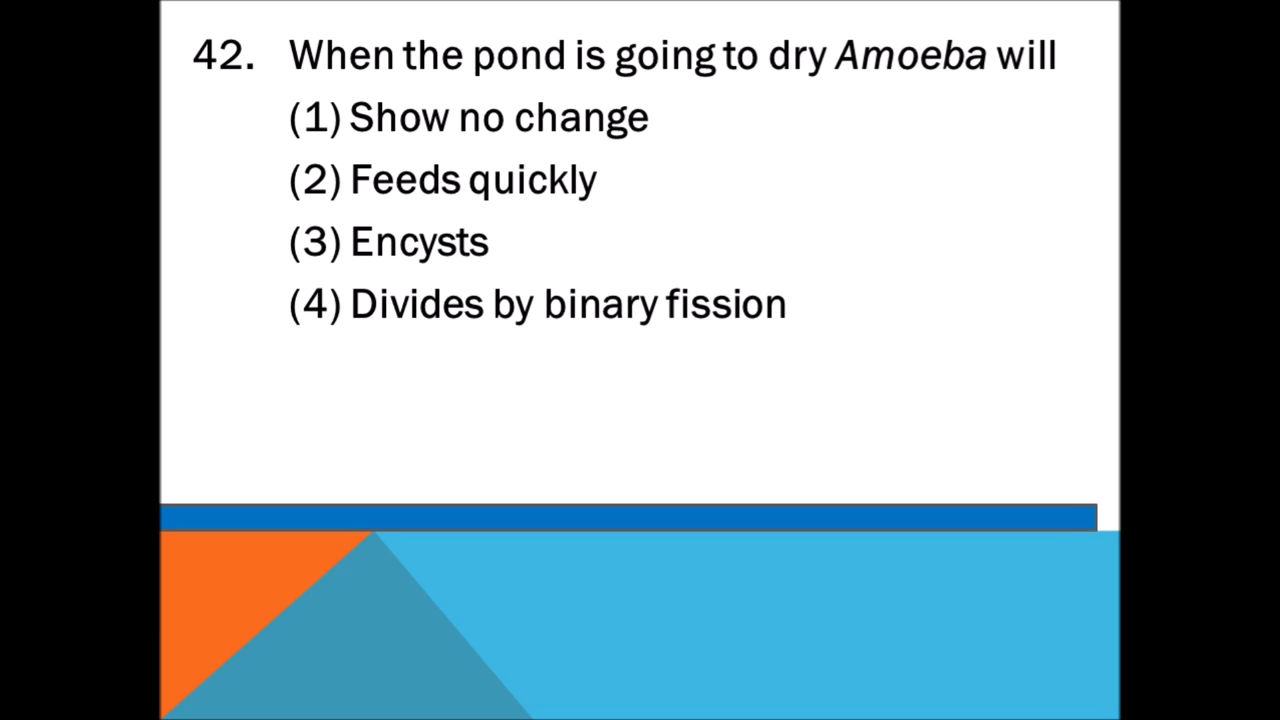 42. When the pond is going to dry Amoeba will
(1) Show no change
(2) Feeds quickly
(3) Encysts
(4) Divides by binary fission